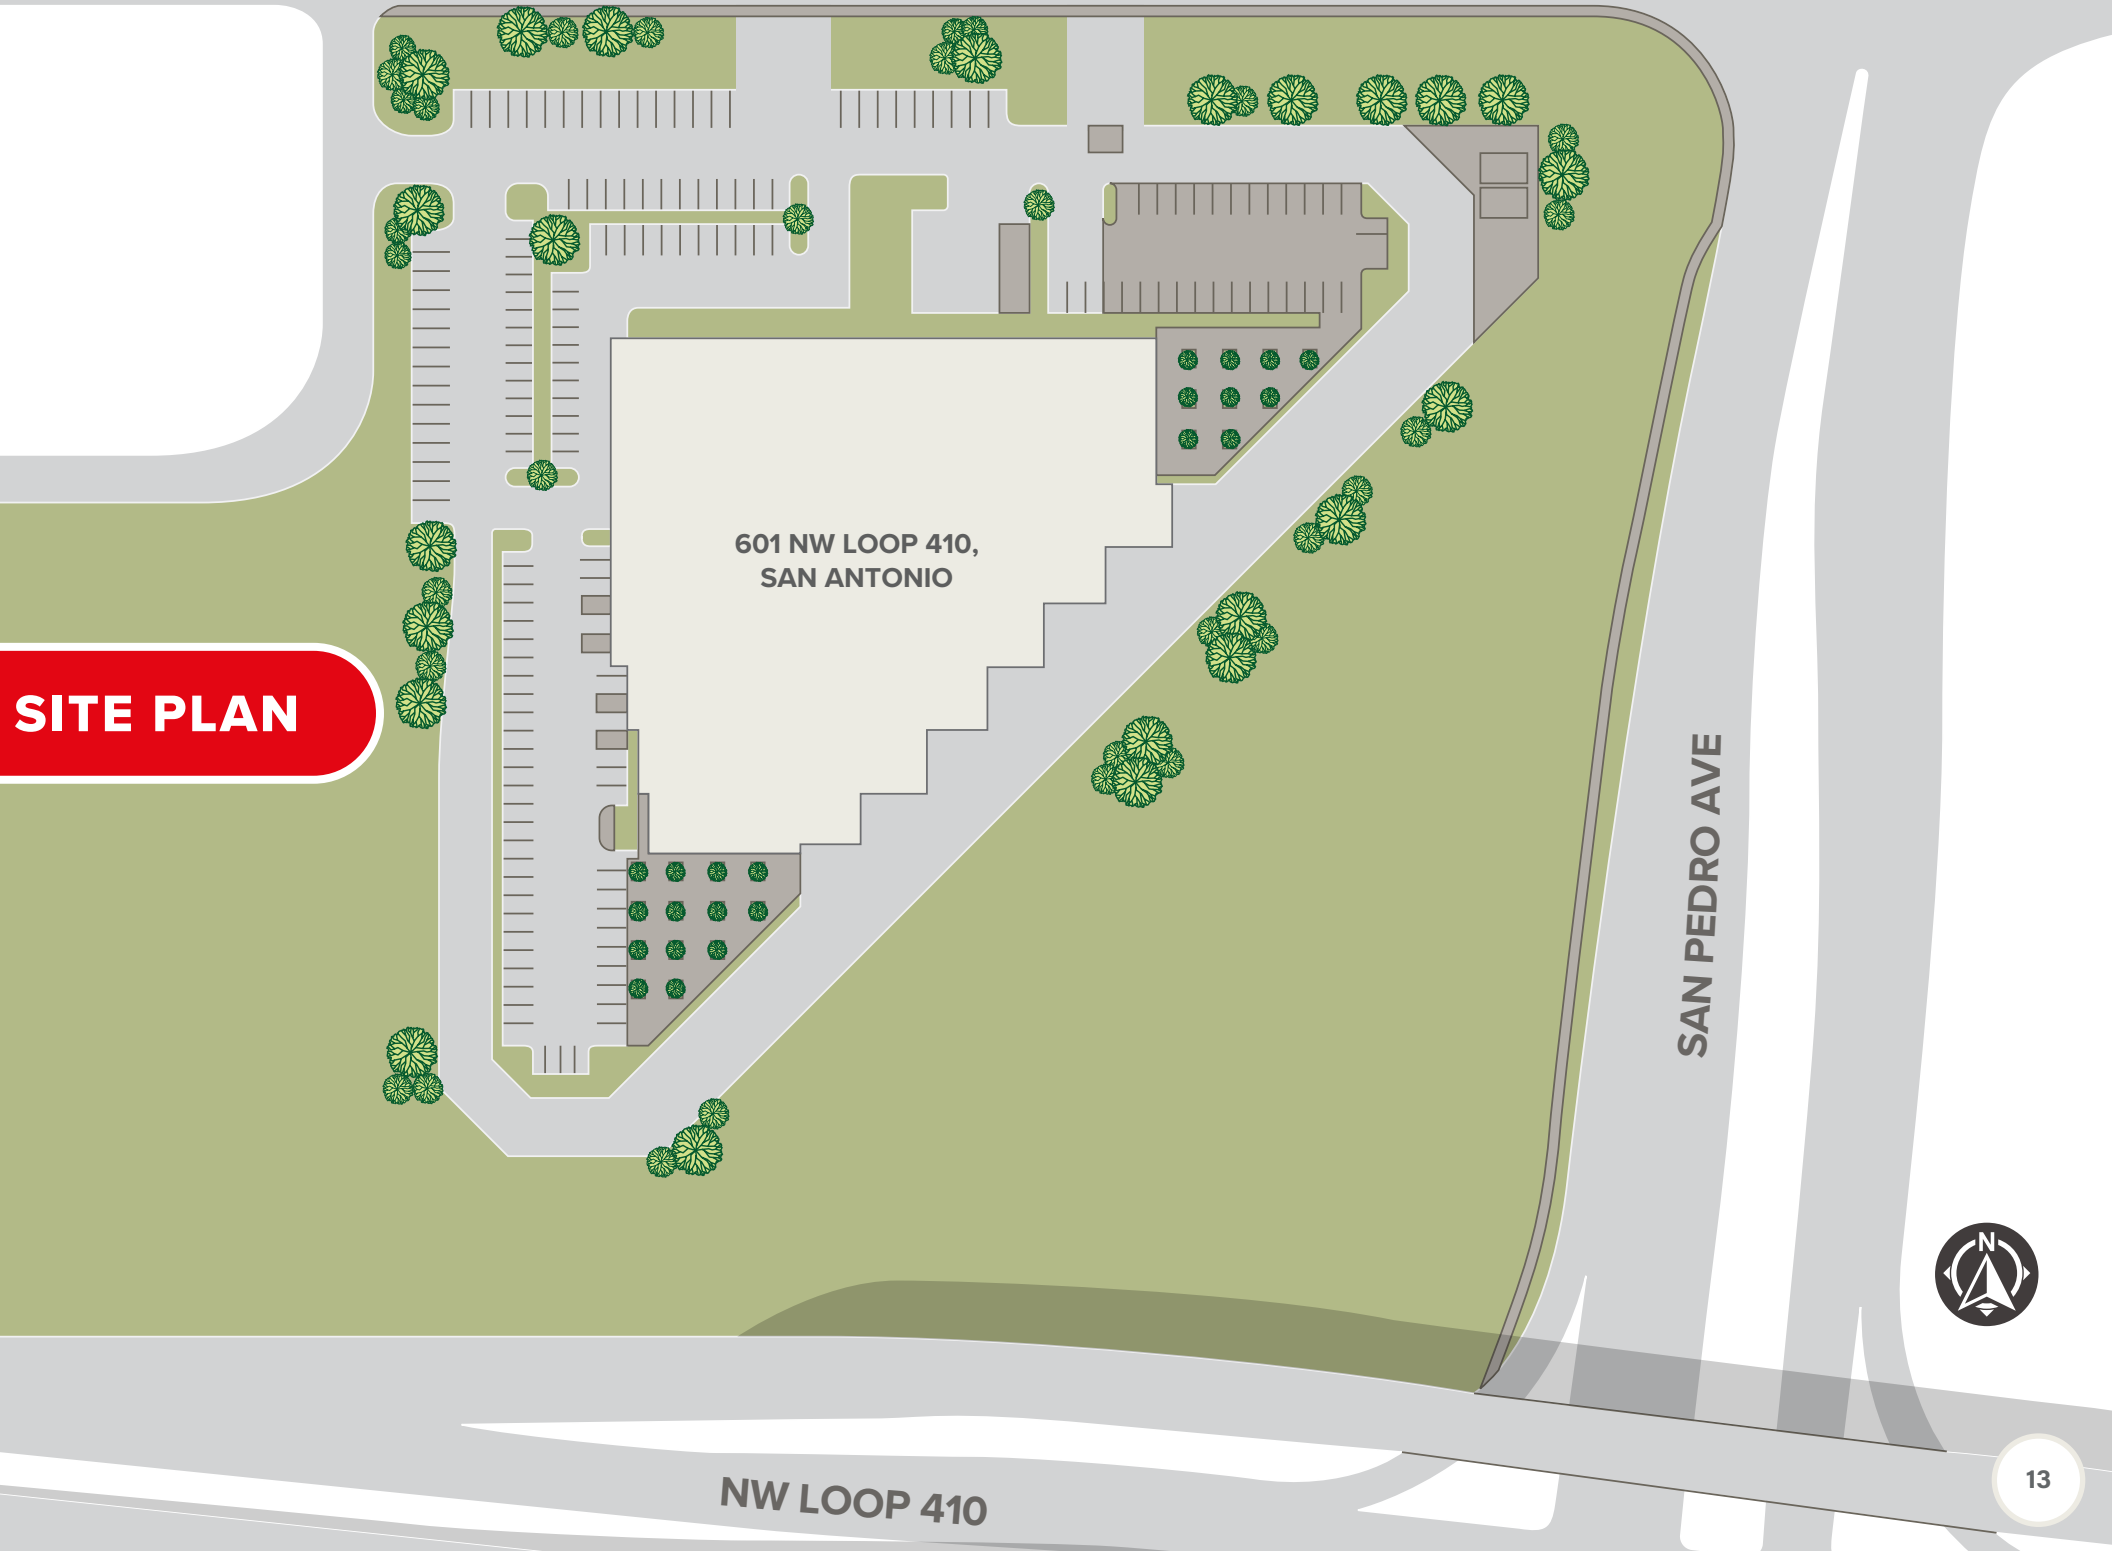 601 NW LOOP 410,
SAN ANTONIO
SITE PLAN
SAN PEDRO AVE
N
NW LOOP 410
13